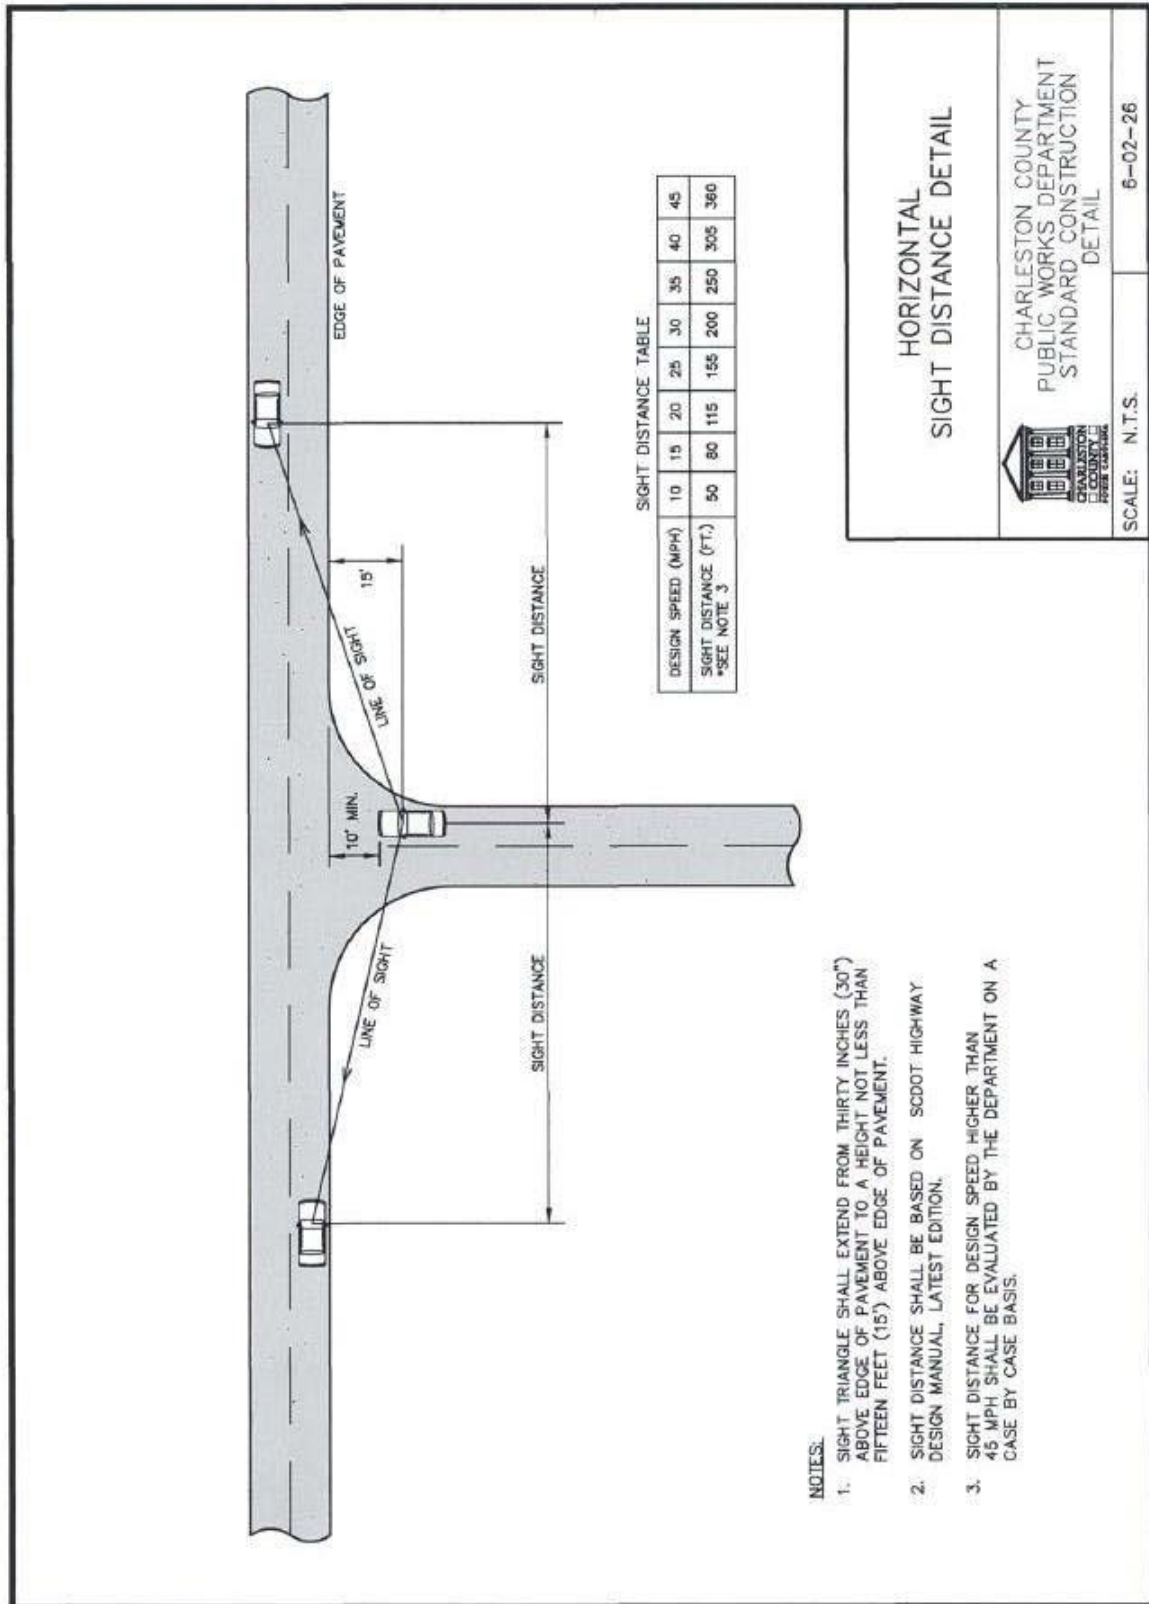 EDGE OF PAVEMENT
15'
LINE OF SIGHT
10' MIN.
LINE OF SIGHT
SIGHT DISTANCE
SIGHT DISTANCE
SIGHT DISTANCE TABLE
DESIGN SPEED (MPH) 10 15 20 25 30 35 40 45
SIGHT DISTANCE (FT.) 50 80 115 155 200 250 305 360
*SEE NOTE 3
NOTES:
1. SIGHT TRIANGLE SHALL EXTEND FROM THIRTY INCHES (30")
ABOVE EDGE OF PAVEMENT TO A HEIGHT NOT LESS THAN
FIFTEEN FEET (15') ABOVE EDGE OF PAVEMENT.
2. SIGHT DISTANCE SHALL BE BASED ON SCDOT HIGHWAY
DESIGN MANUAL, LATEST EDITION.
3. SIGHT DISTANCE FOR DESIGN SPEED HIGHER THAN
45 MPH SHALL BE EVALUATED BY THE DEPARTMENT ON A
CASE BY CASE BASIS.
HORIZONTAL
SIGHT DISTANCE DETAIL
CHARLESTON
COUNTY
SOUTH CAROLINA
CHARLESTON COUNTY
PUBLIC WORKS DEPARTMENT
STANDARD CONSTRUCTION
DETAIL
SCALE: N.T.S.
6-02-26